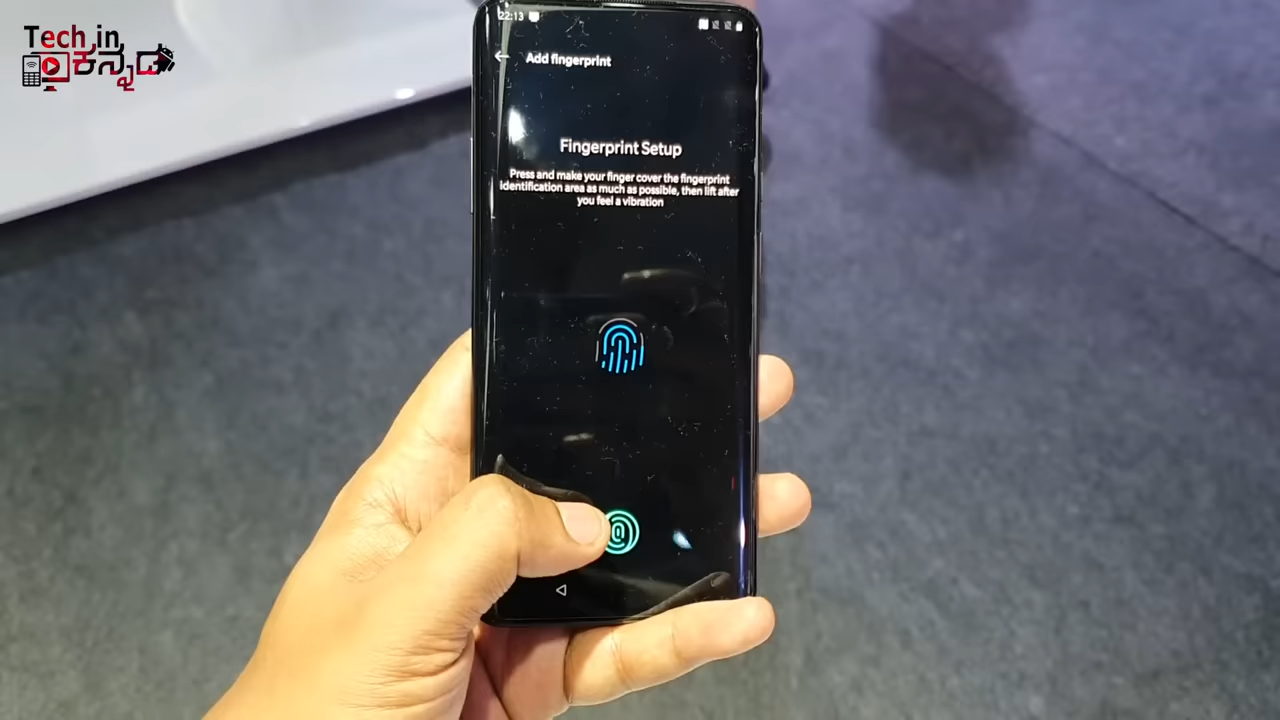 Tech in
ಕನ್ನಡ
22:13
Add fingerprint
Fingerprint Setup
Press and make your finger cover the fingerprint
identification area as much as possible, then lift after
you feel a vibration